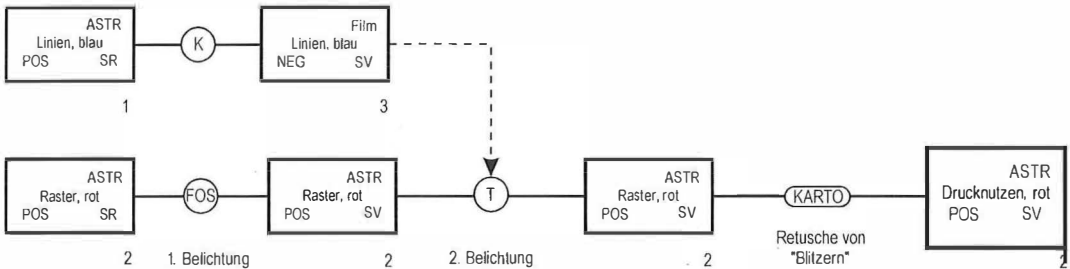 ASTR
Linien, blau
POS SR
1
K
Film
Linien, blau
NEG SV
3
ASTR
Raster, rot
POS SR
2
FOS
1. Belichtung
ASTR
Raster, rot
POS SV
2
T
2. Belichtung
ASTR
Raster, rot
POS SV
2
KARTO
Retusche von
"Blitzern"
ASTR
Drucknutzen, rot
POS SV
2